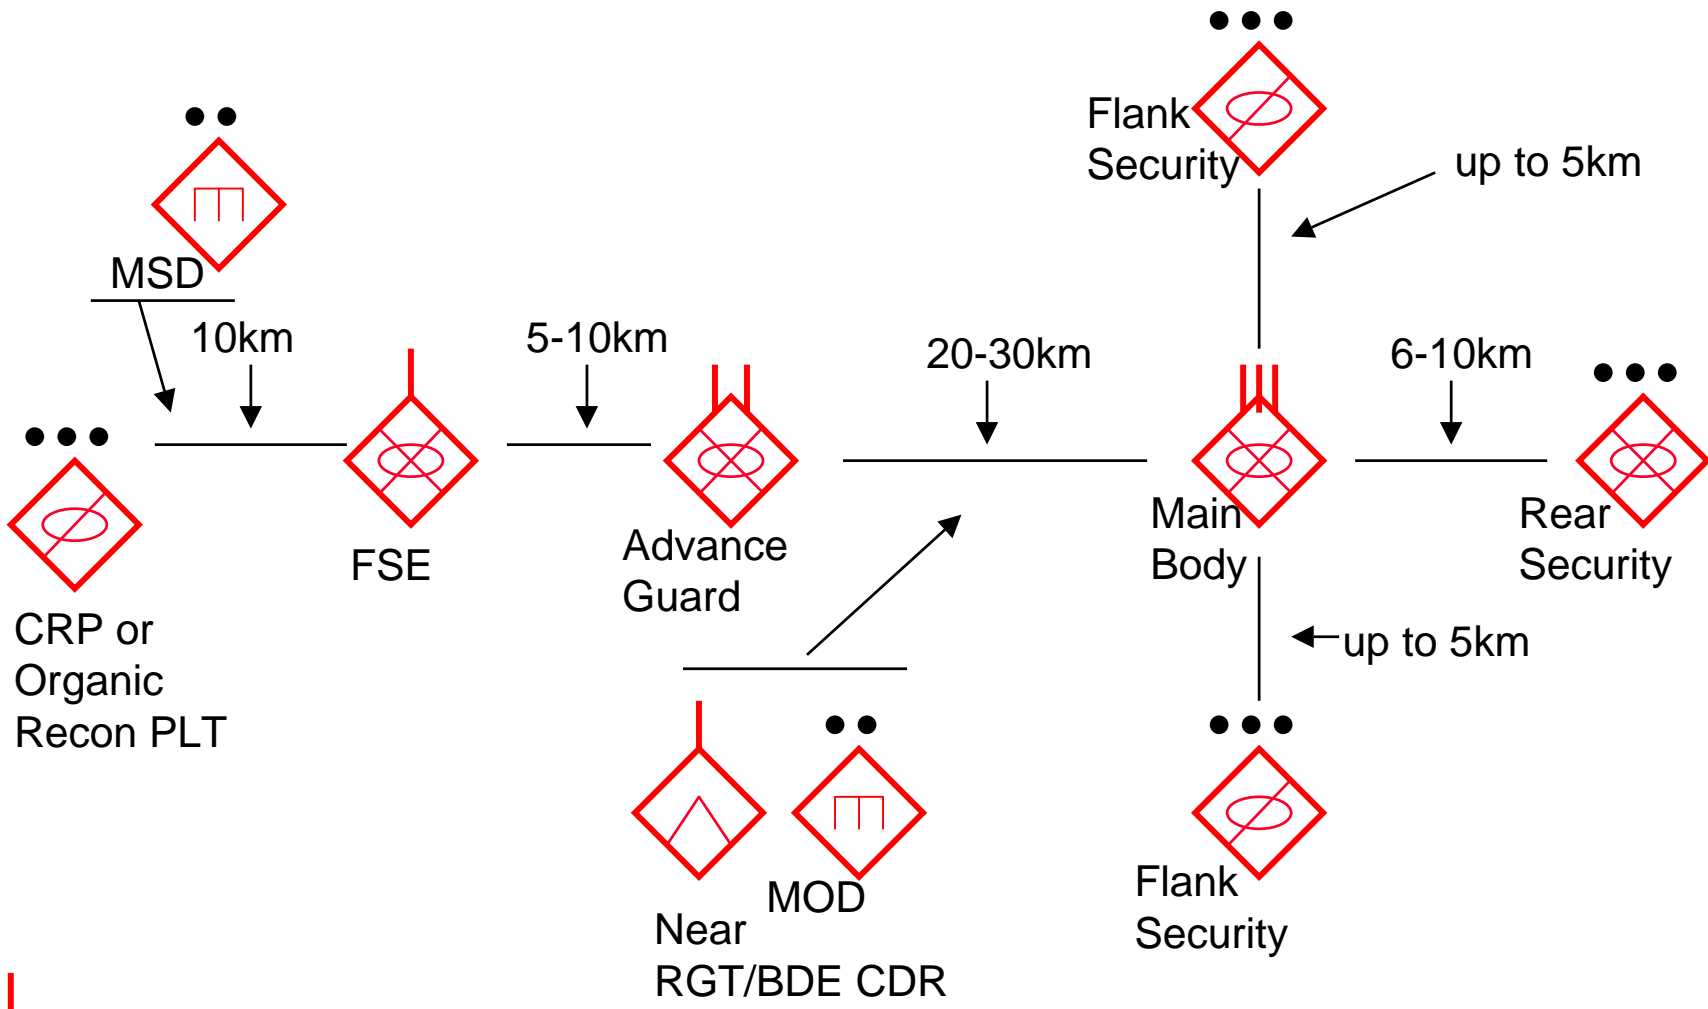 Flank
Security
up to 5km
MSD
10km
5-10km
20-30km
6-10km
CRP or
Organic
Recon PLT
FSE
Advance
Guard
Main
Body
Rear
Security
up to 5km
MOD
Near
RGT/BDE CDR
Flank
Security